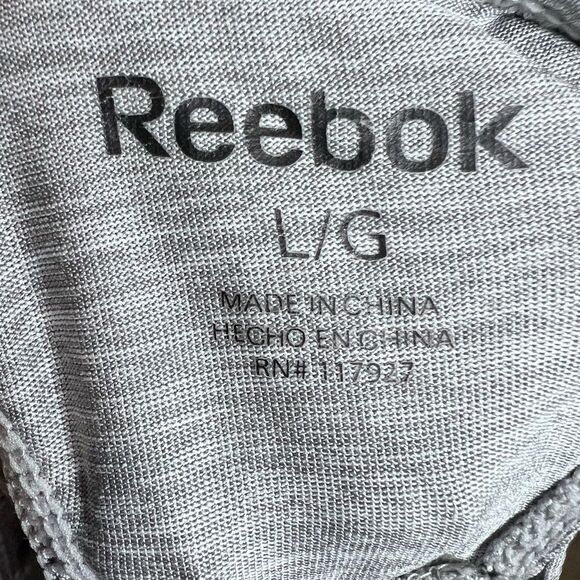 Reebok
L/G
MADE IN CHINA
HECHO EN CHINA
RN# 117927